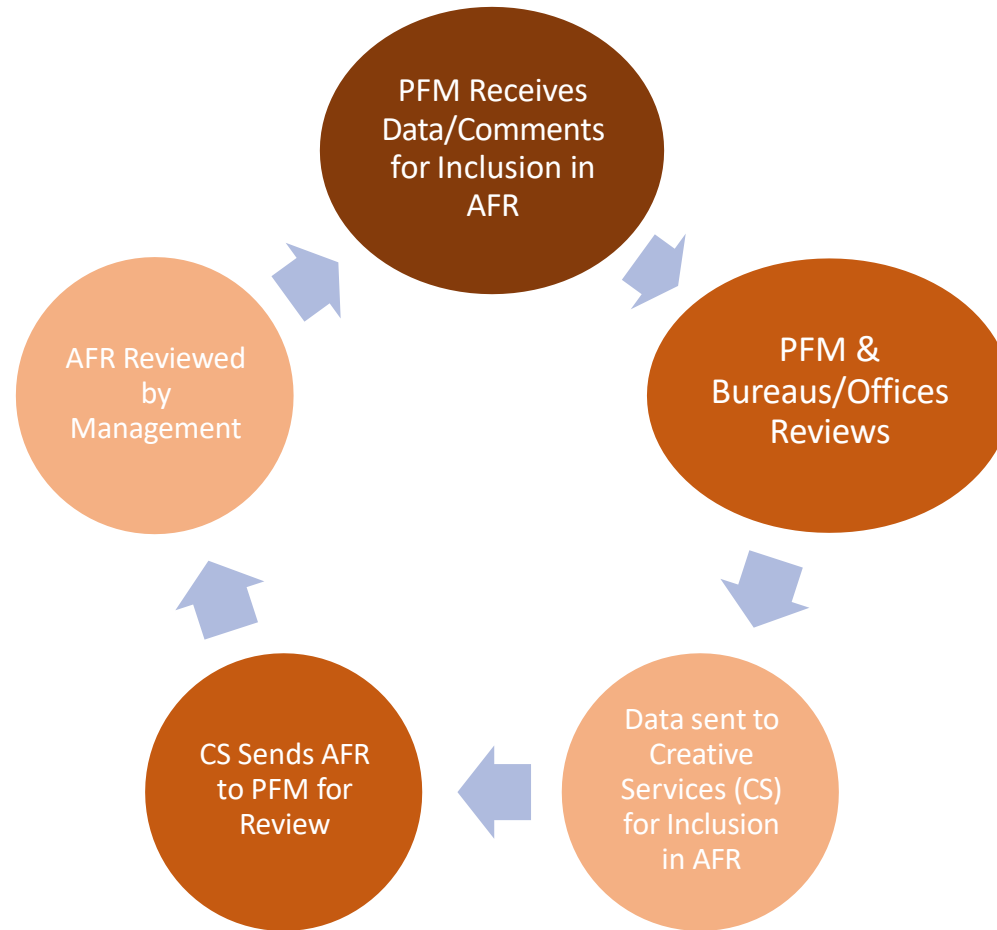 PFM Receives
Data/Comments
for Inclusion in
AFR
PFM &
Bureaus/Offices
Reviews
Data sent to
Creative
Services (CS)
for Inclusion
in AFR
CS Sends AFR
to PFM for
Review
AFR Reviewed
by
Management